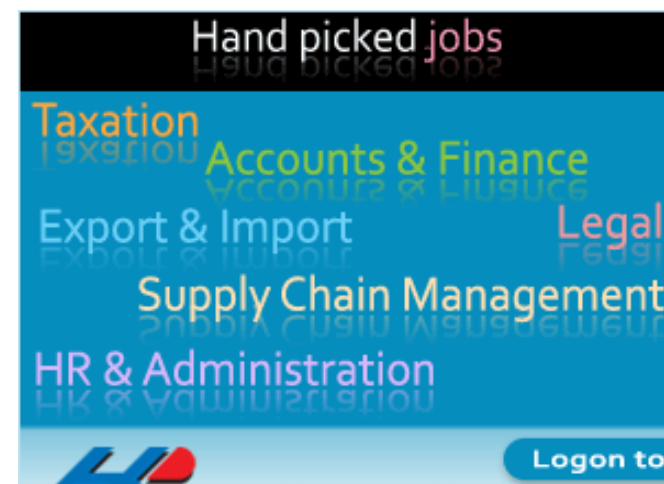 Hand picked jobs
Taxation
Accounts & Finance
Export & Import
Legal
Supply Chain Management
HR & Administration
Logon to